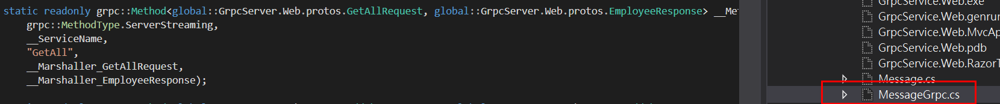 static readonly grpc::Method<global::GrpcServer.Web.protos.GetAllRequest, global::GrpcServer.Web.protos.EmployeeResponse> __Me
grpc::MethodType.ServerStreaming,
__ServiceName,
"GetAll",
__Marshaller_GetAllRequest,
__Marshaller_EmployeeResponse);
GrpcService.Web.exe
GrpcService.Web.genrun
GrpcService.Web.MvcAp
GrpcService.Web.pdb
GrpcService.Web.RazorT
Message.cs
MessageGrpc.cs